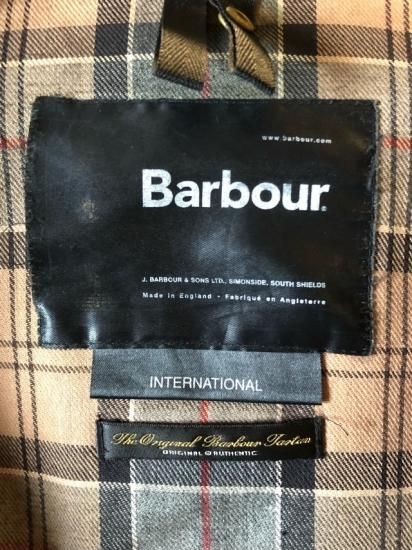 www.barbour.com
Barbour®
J. BARBOUR & SONS LTD., SIMONSIDE, SOUTH SHIELDS
Made in England - Fabriqué en Angleterre
INTERNATIONAL
The Original Barbour Tartan
ORIGINAL & AUTHENTIC